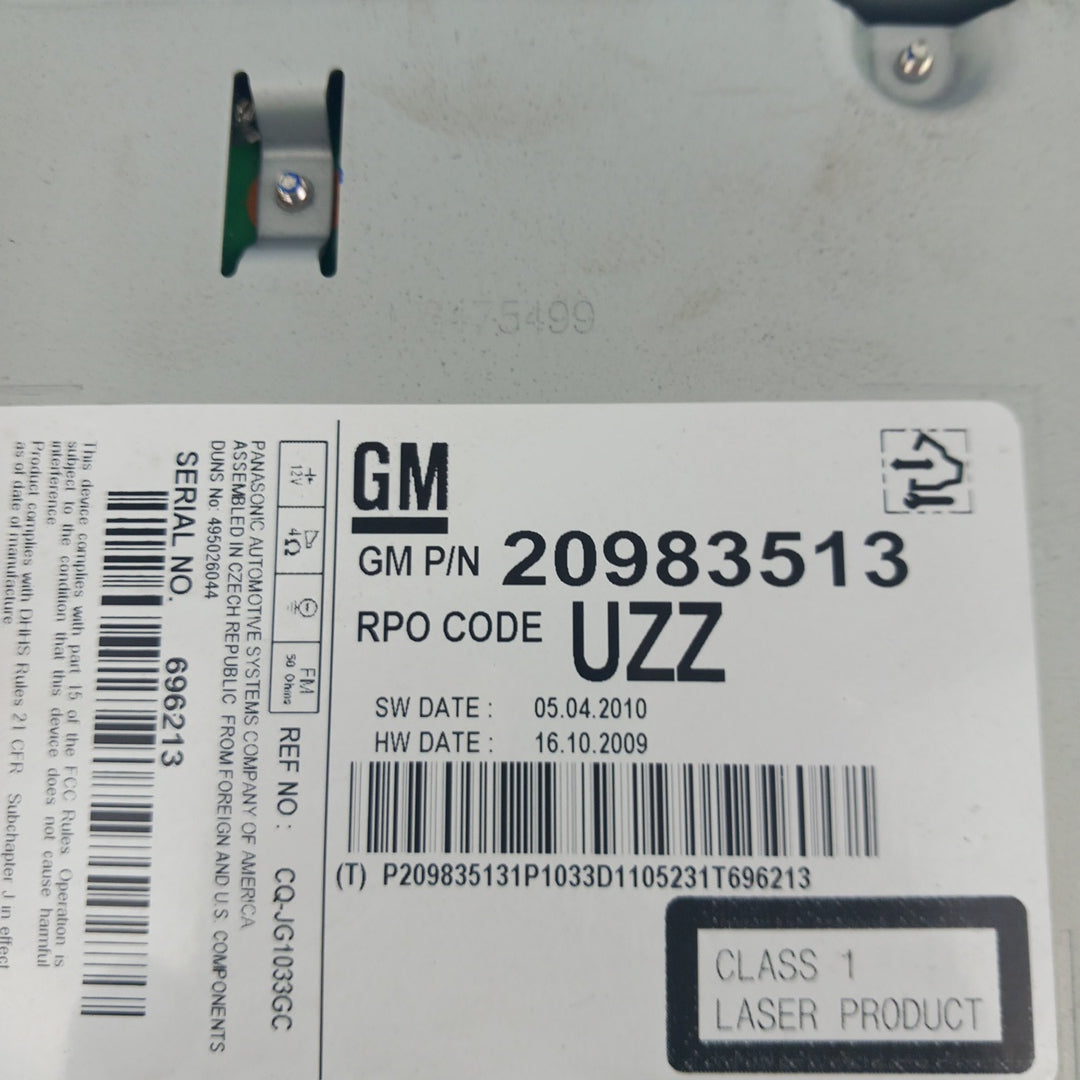 475499
GM
GM P/N 20983513
RPO CODE UZZ
SW DATE : 05.04.2010
HW DATE : 16.10.2009
(T) P209835131P1033D1105231T696213
CLASS 1
LASER PRODUCT
+
12V
4Ω
FM
50 Ohms
REF NO : CQ-JG1033GC
PANASONIC AUTOMOTIVE SYSTEMS COMPANY OF AMERICA
ASSEMBLED IN CZECH REPUBLIC FROM FOREIGN AND U.S. COMPONENTS
DUNS No: 495026044
SERIAL NO. 696213
This device complies with part 15 of the FCC Rules. Operation is
subject to the condition that this device does not cause harmful
interference
Product complies with DHHS Rules 21 CFR Subchapter J in effect
as of date of manufacture